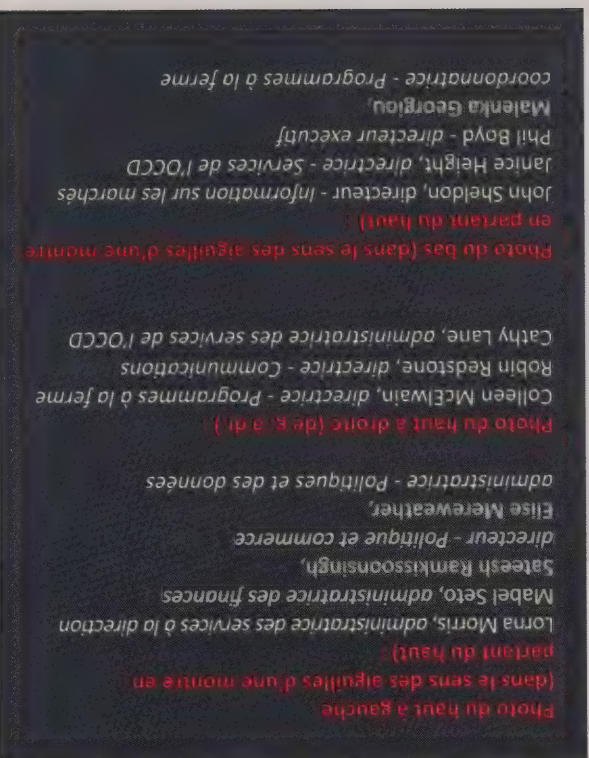 Photo du haut à gauche
(dans le sens des aiguilles d'une montre en
partant du haut) :
Lorna Morris, administratrice des services à la direction
Mabel Seto, administratrice des finances
Sateesh Ramkissoonsingh,
directeur - Politique et commerce
Elise Mereweather,
administratrice - Politiques et des données
Photo du haut à droite (de g. à dr.) :
Colleen McElwain, directrice - Programmes à la ferme
Robin Redstone, directrice - Communications
Cathy Lane, administratrice des services de l'OCCD
Photo du bas (dans le sens des aiguilles d'une montre
en partant du haut) :
John Sheldon, directeur - Information sur les marchés
Janice Height, directrice - Services de l'OCCD
Phil Boyd - directeur executif
Malenka Georgiou,
coordonnatrice - Programmes à la ferme